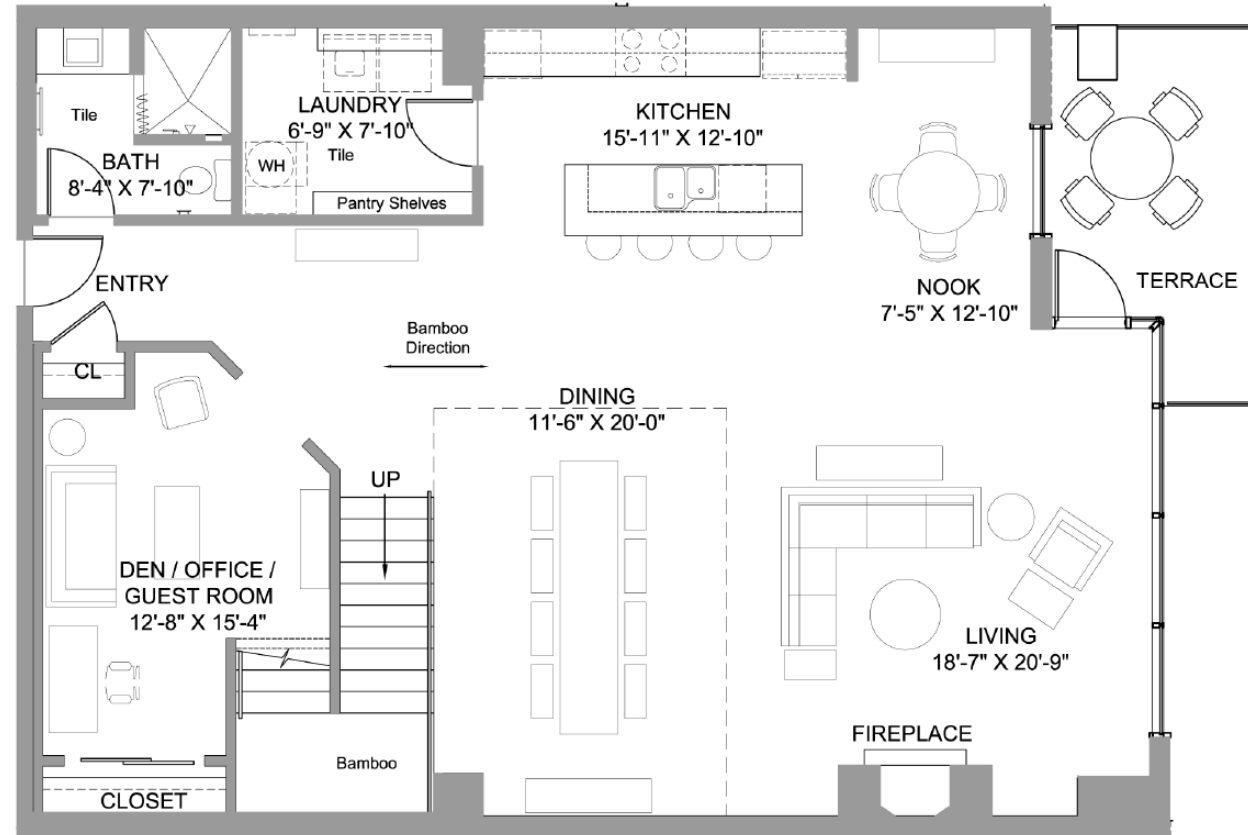 LAUNDRY
6'-9" X 7'-10"
Tile
KITCHEN
15'-11" X 12'-10"
Tile
BATH
8'-4" X 7'-10"
WH
Pantry Shelves
ENTRY
NOOK
7'-5" X 12'-10"
TERRACE
Bamboo
Direction
CL
DINING
11'-6" X 20'-0"
UP
DEN / OFFICE /
GUEST ROOM
12'-8" X 15'-4"
LIVING
18'-7" X 20'-9"
FIREPLACE
Bamboo
CLOSET